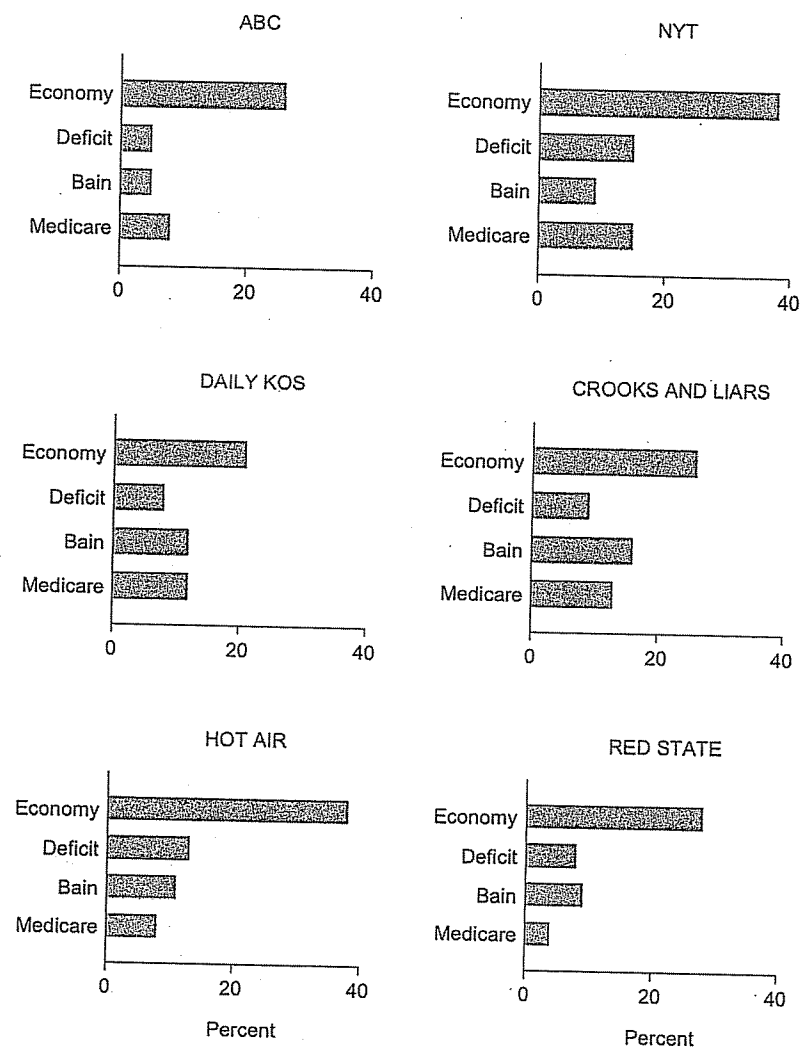 ABC
Economy
Deficit
Bain
Medicare
0 20 40
NYT
Economy
Deficit
Bain
Medicare
0 20 40
DAILY KOS
Economy
Deficit
Bain
Medicare
0 20 40
CROOKS AND LIARS
Economy
Deficit
Bain
Medicare
0 20 40
HOT AIR
Economy
Deficit
Bain
Medicare
0 20 40
Percent
RED STATE
Economy
Deficit
Bain
Medicare
0 20 40
Percent